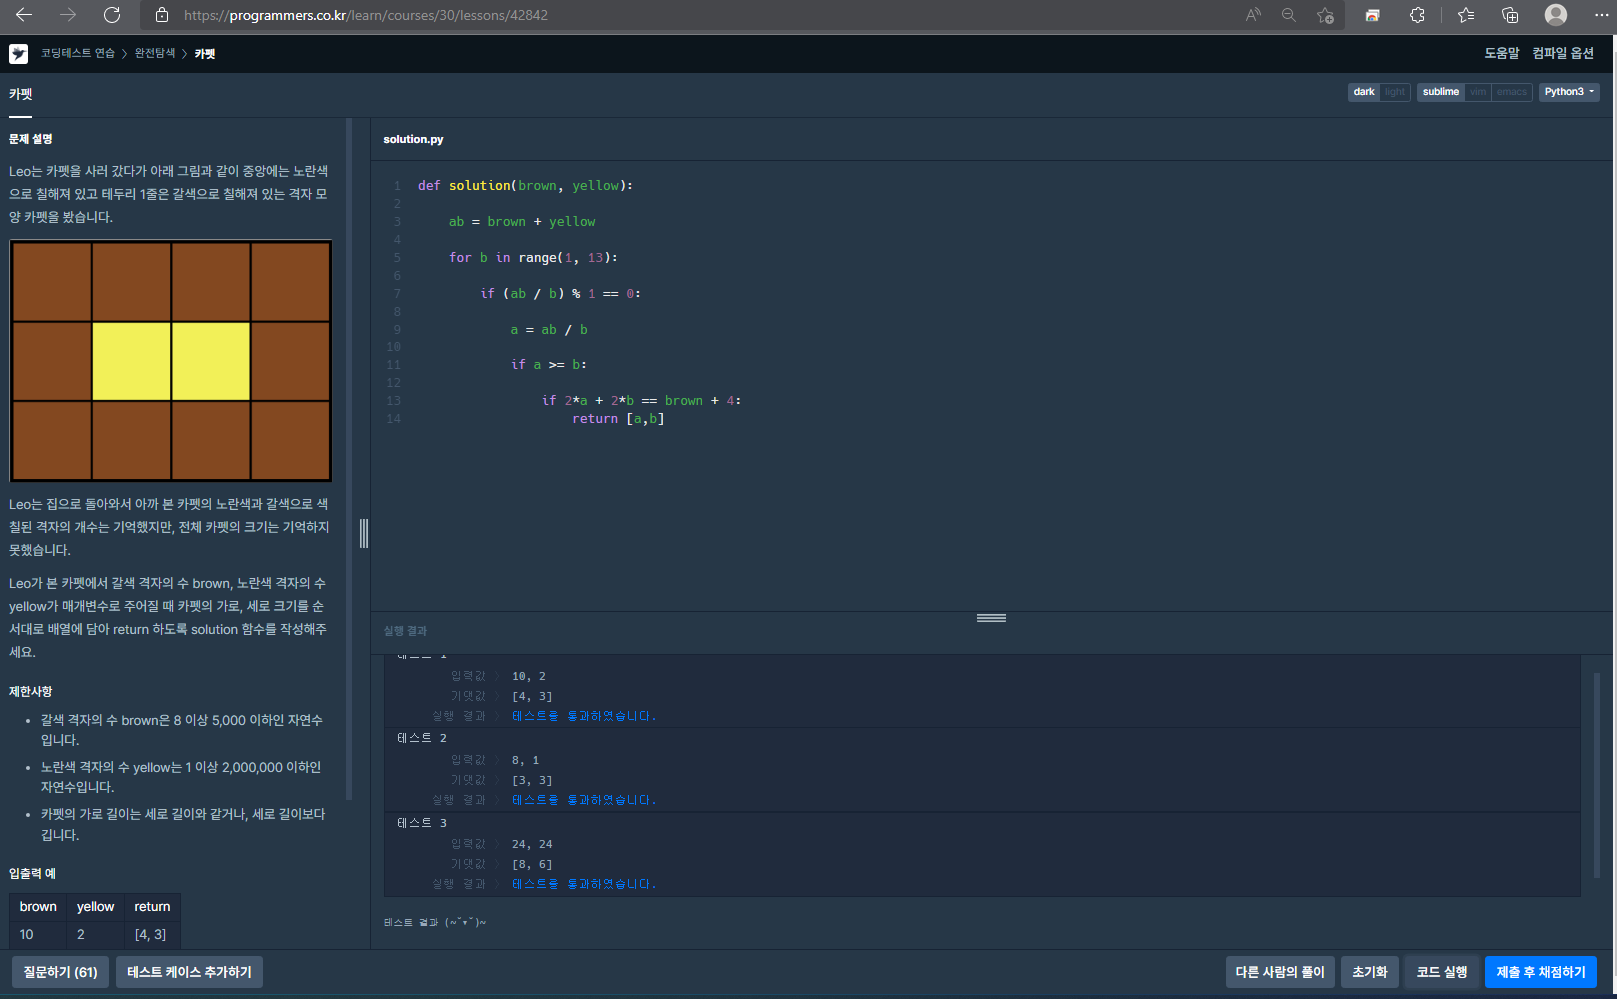 https://programmers.co.kr/learn/courses/30/lessons/42842
코딩테스트 연습 > 완전탐색 > 카펫
도움말 컴파일 옵션
카펫
dark light sublime vim emacs Python3
문제 설명
Leo는 카펫을 사러 갔다가 아래 그림과 같이 중앙에는 노란색
으로 칠해져 있고 테두리 1줄은 갈색으로 칠해져 있는 격자 모
양 카펫을 봤습니다.
Leo는 집으로 돌아와서 아까 본 카펫의 노란색과 갈색으로 색
칠된 격자의 개수는 기억했지만, 전체 카펫의 크기는 기억하지
못했습니다.
Leo가 본 카펫에서 갈색 격자의 수 brown, 노란색 격자의 수
yellow가 매개변수로 주어질 때 카펫의 가로, 세로 크기를 순
서대로 배열에 담아 return 하도록 solution 함수를 작성해주
세요.
제한사항
• 갈색 격자의 수 brown은 8 이상 5,000 이하인 자연수
입니다.
• 노란색 격자의 수 yellow는 1 이상 2,000,000 이하인
자연수입니다.
• 카펫의 가로 길이는 세로 길이와 같거나, 세로 길이보다
깁니다.
입출력 예
brown yellow return
10 2 [4, 3]
solution.py
1 def solution(brown, yellow):
2
3 ab = brown + yellow
4
5 for b in range(1, 13):
6
7 if (ab / b) % 1 == 0:
8
9 a = ab / b
10
11 if a >= b:
12
13 if 2*a + 2*b == brown + 4:
14 return [a,b]
실행 결과
테스트 1
입력값 > 10, 2
기댓값 > [4, 3]
실행 결과 > 테스트를 통과하였습니다.
테스트 2
입력값 > 8, 1
기댓값 > [3, 3]
실행 결과 > 테스트를 통과하였습니다.
테스트 3
입력값 > 24, 24
기댓값 > [8, 6]
실행 결과 > 테스트를 통과하였습니다.
테스트 결과 (~˘▾˘)~
질문하기 (61) 테스트 케이스 추가하기
다른 사람의 풀이 초기화 코드 실행 제출 후 채점하기